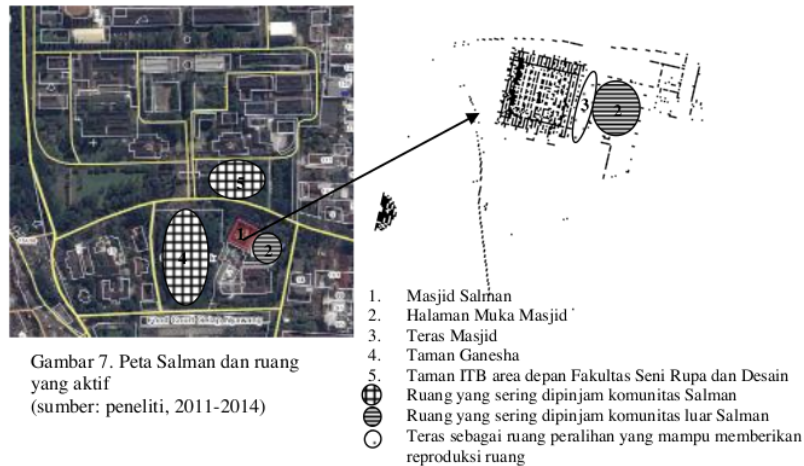 5
4
1
2
1
3
2
1. Masjid Salman
2. Halaman Muka Masjid
3. Teras Masjid
4. Taman Ganesha
5. Taman ITB area depan Fakultas Seni Rupa dan Desain
Ruang yang sering dipinjam komunitas Salman
Ruang yang sering dipinjam komunitas luar Salman
Teras sebagai ruang peralihan yang mampu memberikan
reproduksi ruang
Gambar 7. Peta Salman dan ruang
yang aktif
(sumber: peneliti, 2011-2014)